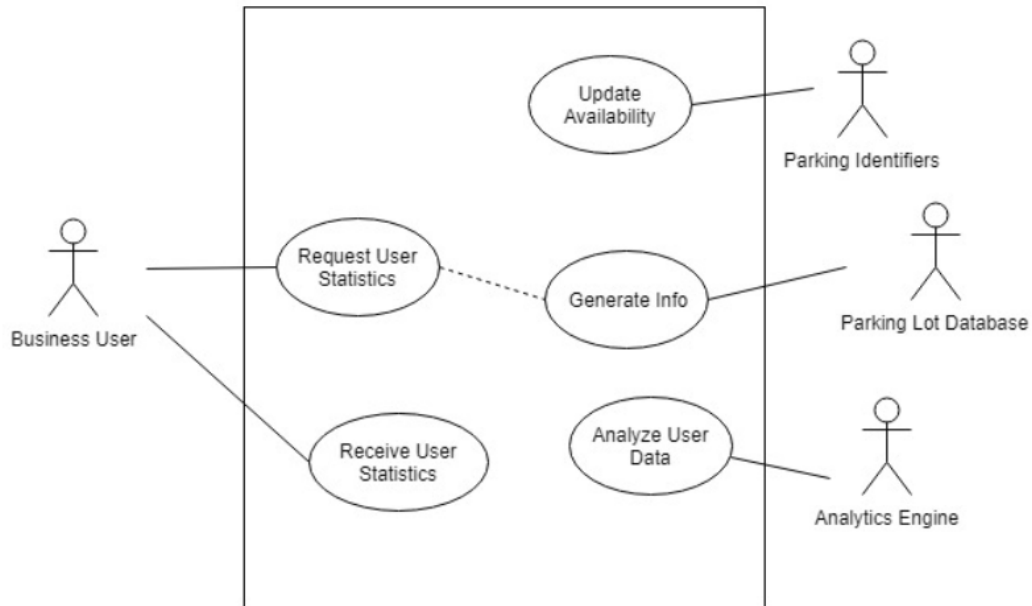 Update
Availability
Parking Identifiers
Request User
Statistics
Generate Info
Business User
Parking Lot Database
Receive User
Statistics
Analyze User
Data
Analytics Engine